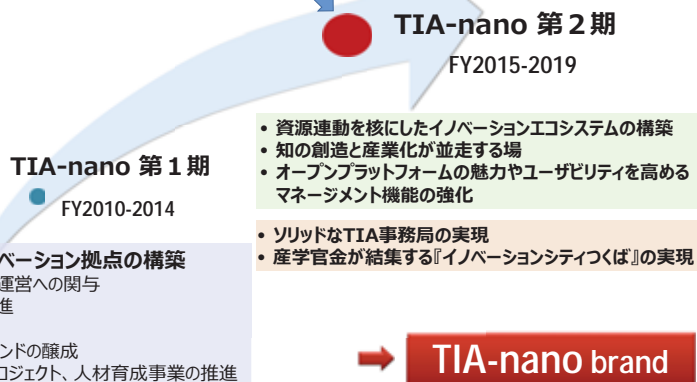 TIA-nano 第２期
FY2015-2019
• 資源連動を核にしたイノベーションエコシステムの構築
• 知の創造と産業化が並走する場
• オープンプラットフォームの魅力やユーザビリティを高める
マネージメント機能の強化
• ソリッドなTIA事務局の実現
• 産学官金が結集する『イノベーションシティつくば』の実現
TIA-nano 第１期
FY2010-2014
ベーション拠点の構築
運営への関与
進
ンドの醸成
ロジェクト、人材育成事業の推進
TIA-nano brand